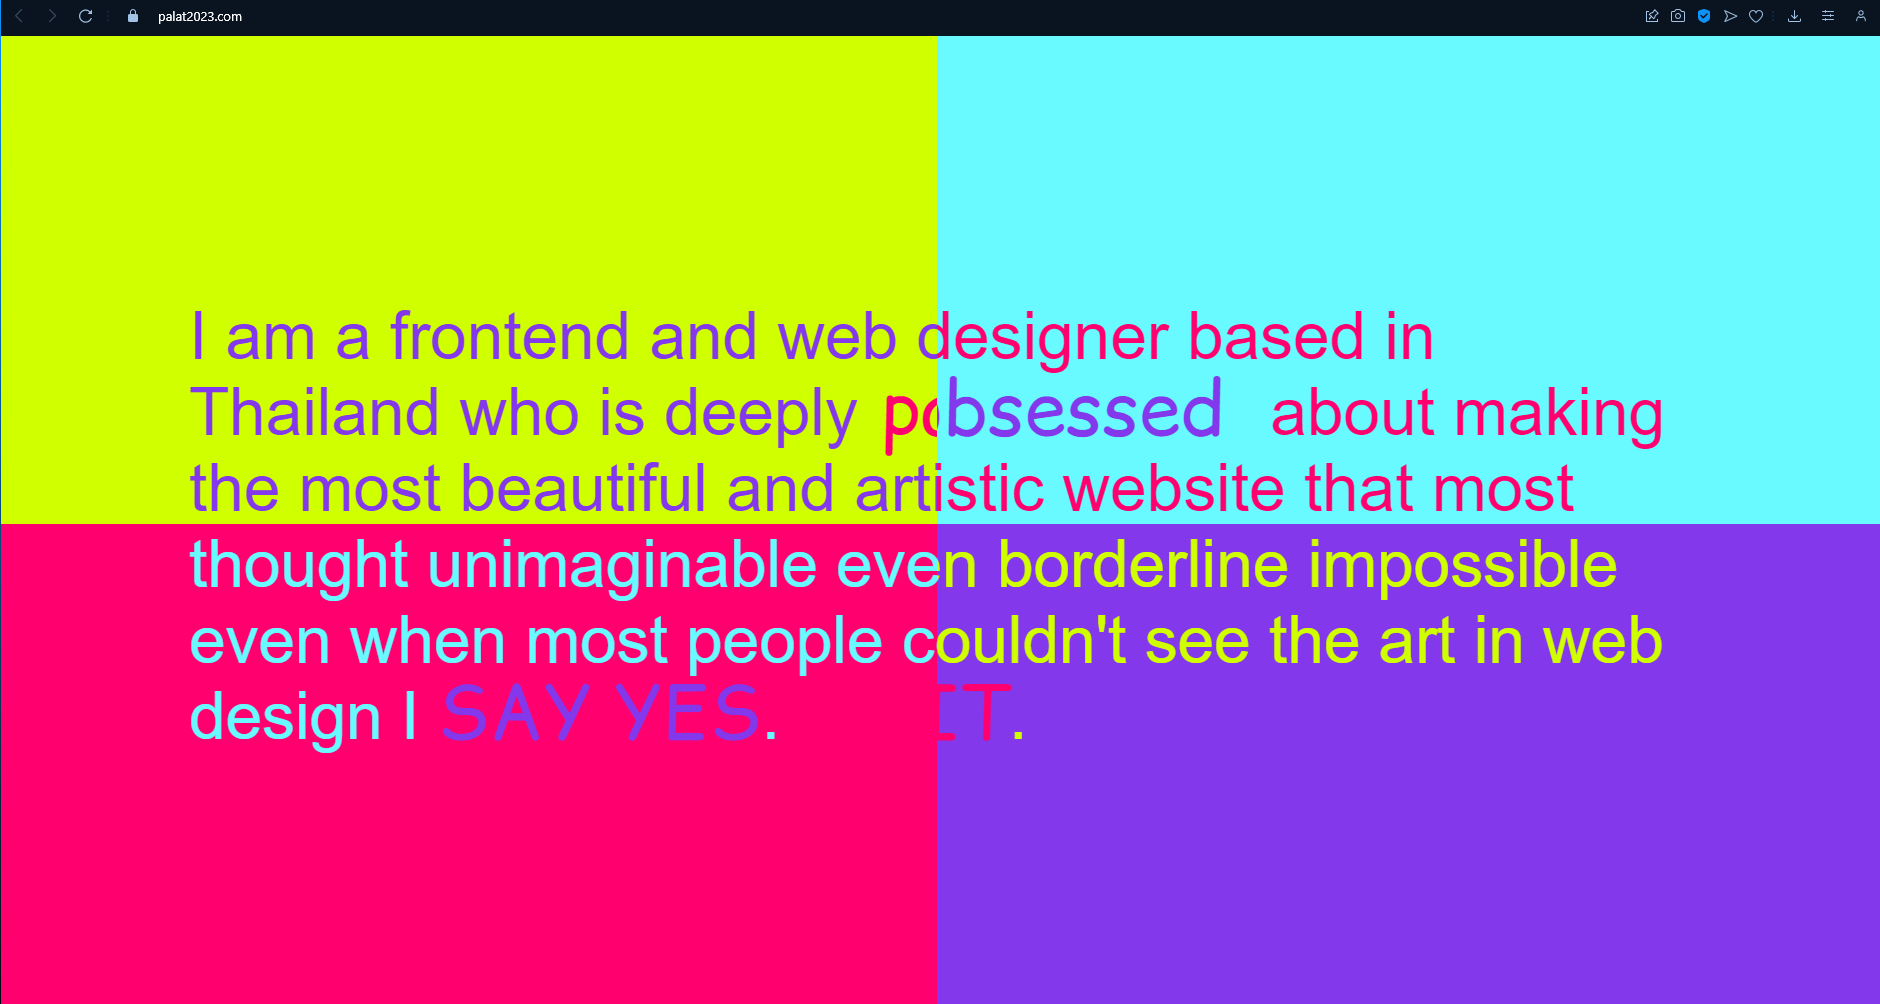 palat2023.com
I am a frontend and web designer based in
Thailand who is deeply pobsessed about making
the most beautiful and artistic website that most
thought unimaginable even borderline impossible
even when most people couldn't see the art in web
design I SAY YES. IT.